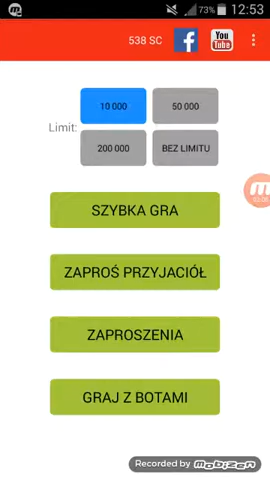 73% 12:53
538 SC
f
You
Tube
10 000
50 000
Limit:
200 000
BEZ LIMITU
SZYBKA GRA
ZAPROŚ PRZYJACIÓŁ
ZAPROSZENIA
GRAJ Z BOTAMI
Recorded by MOBIZEN